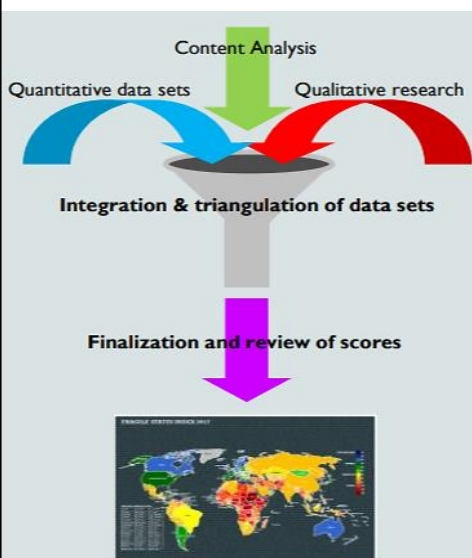 Content Analysis
Quantitative data sets
Qualitative research
Integration & triangulation of data sets
Finalization and review of scores
FRAGILE STATES INDEX 2017